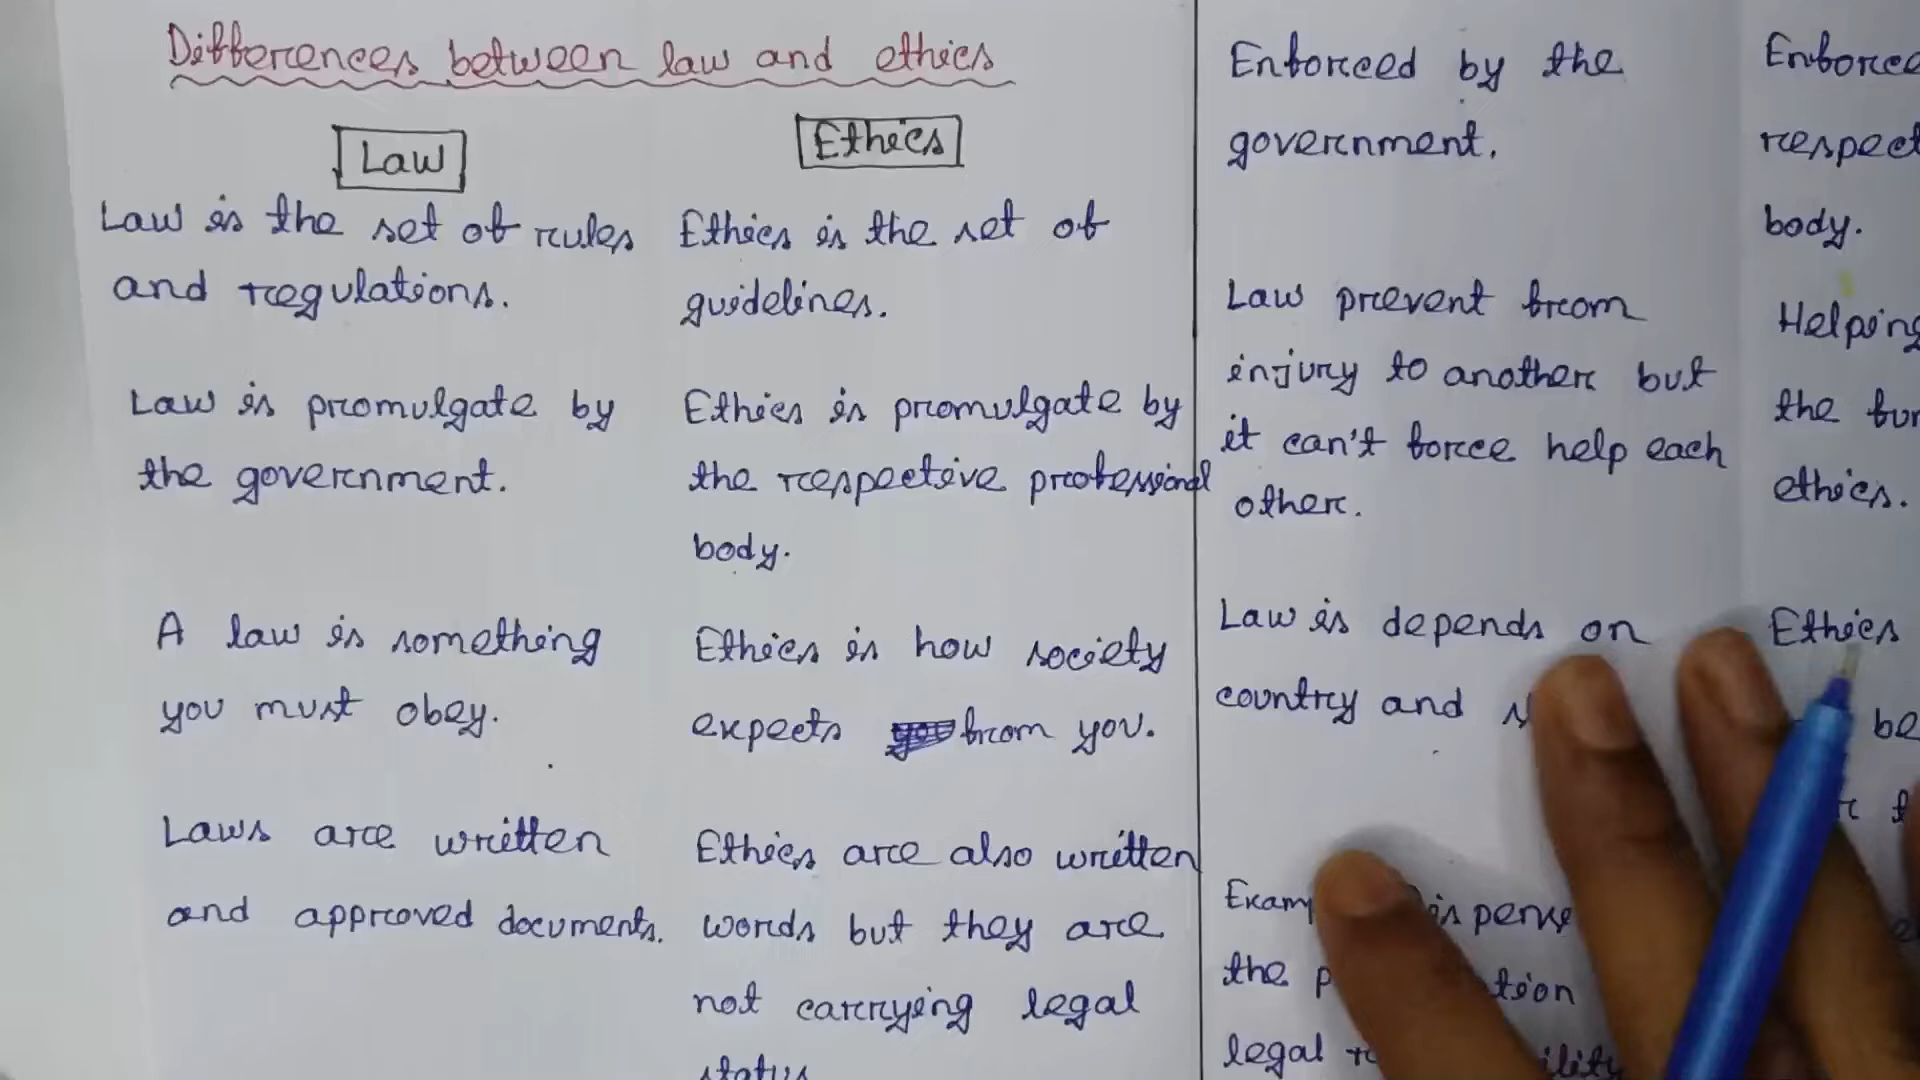 Differences between law and ethics
Law
Ethics
Law is the set of rules
and regulations.
Ethics is the set of
guidelines.
Law is promulgate by
the government.
Ethics is promulgate by
the respective professional
body.
A law is something
you must obey.
Ethics is how society
expects from you.
Laws are written
and approved documents.
Ethics are also written
words but they are
not carrying legal
status
Enforced by the
government.
Law prevent from
injury to another but
it can't force help each
other.
Law is depends on
country and
the
legal
respect
body.
Helping
the
ethics.
Ethics
be